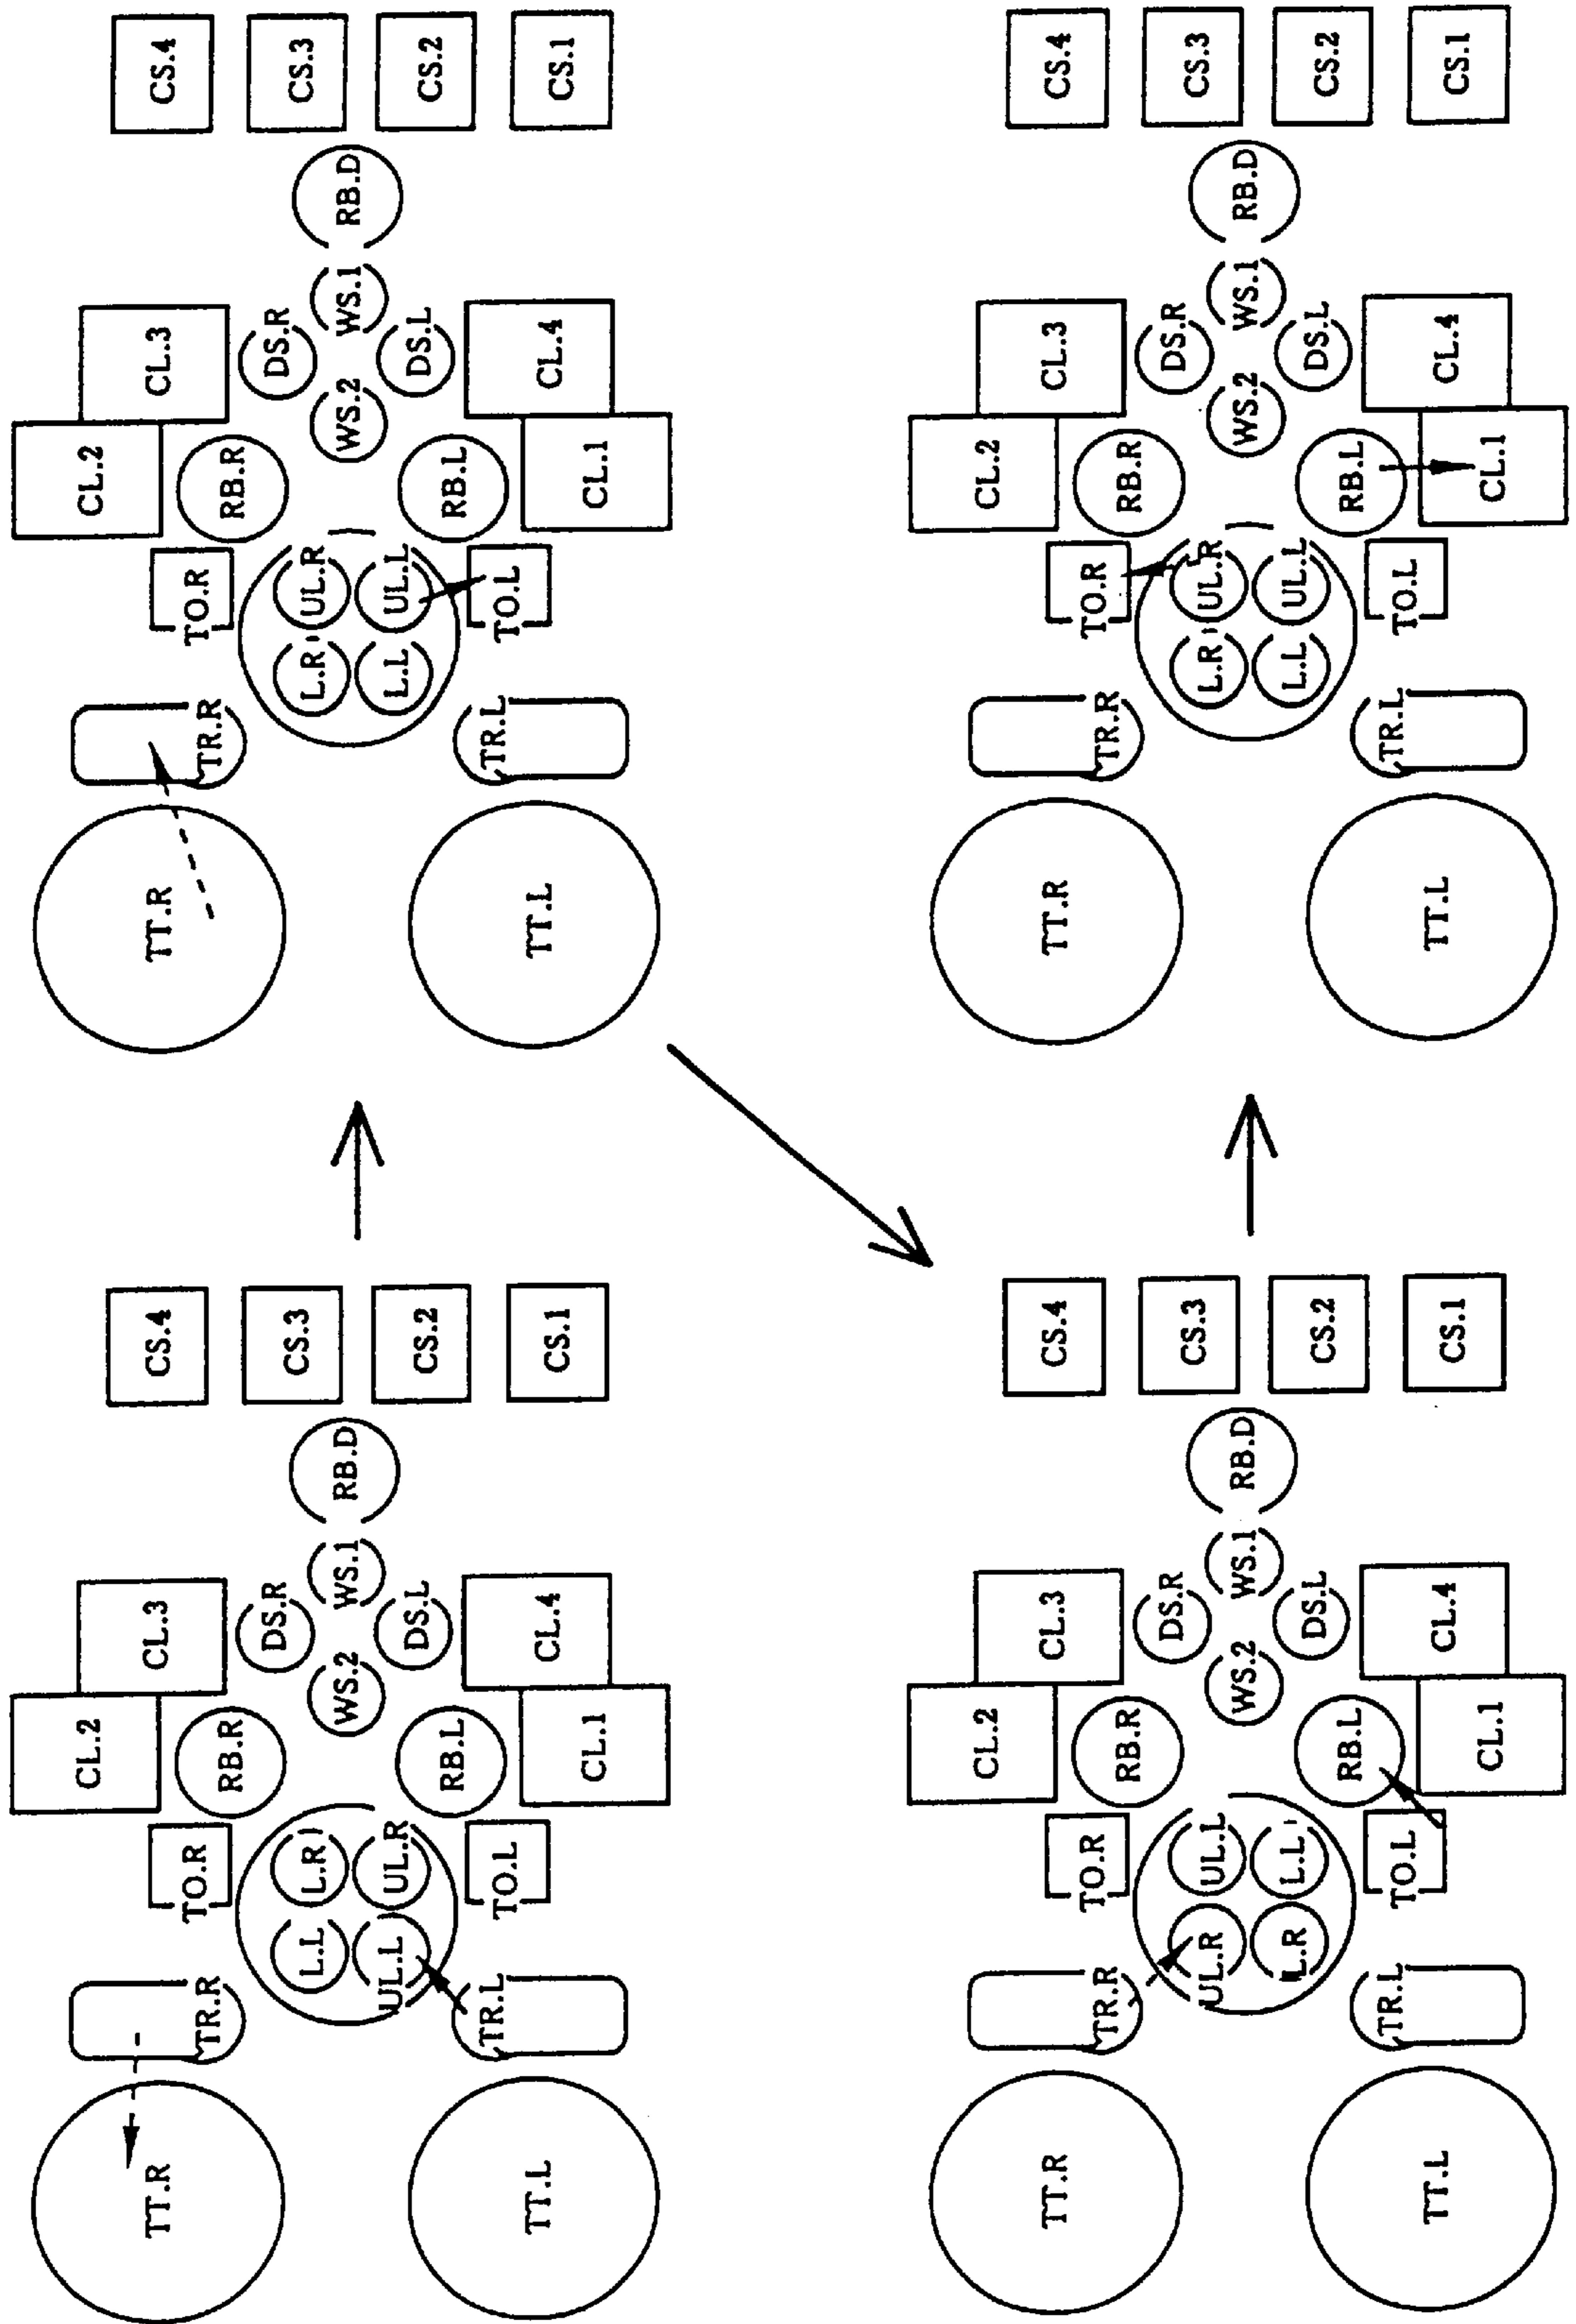 TT.R
TR.R
TO.R
CL.2
CL.3
CS.4
L.L
L.R
RB.R
DS.R
CS.3
UL.L
UL.R
WS.2
WS.1
RB.D
CS.2
TR.L
TO.L
RB.L
DS.L
TT.L
CL.1
CL.4
CS.1
TT.R
TR.R
TO.R
CL.2
CL.3
CS.4
L.R
UL.R
RB.R
DS.R
CS.3
L.L
UL.L
WS.2
WS.1
RB.D
CS.2
TR.L
TO.L
RB.L
DS.L
TT.L
CL.1
CL.4
CS.1
TT.R
TR.R
TO.R
CL.2
CL.3
CS.4
UL.R
UL.L
RB.R
DS.R
CS.3
L.R
L.L
WS.2
WS.1
RB.D
CS.2
TR.L
TO.L
RB.L
DS.L
TT.L
CL.1
CL.4
CS.1
TT.R
TR.R
TO.R
CL.2
CL.3
CS.4
L.R
UL.R
RB.R
DS.R
CS.3
L.L
UL.L
WS.2
WS.1
RB.D
CS.2
TR.L
TO.L
RB.L
DS.L
TT.L
CL.1
CL.4
CS.1